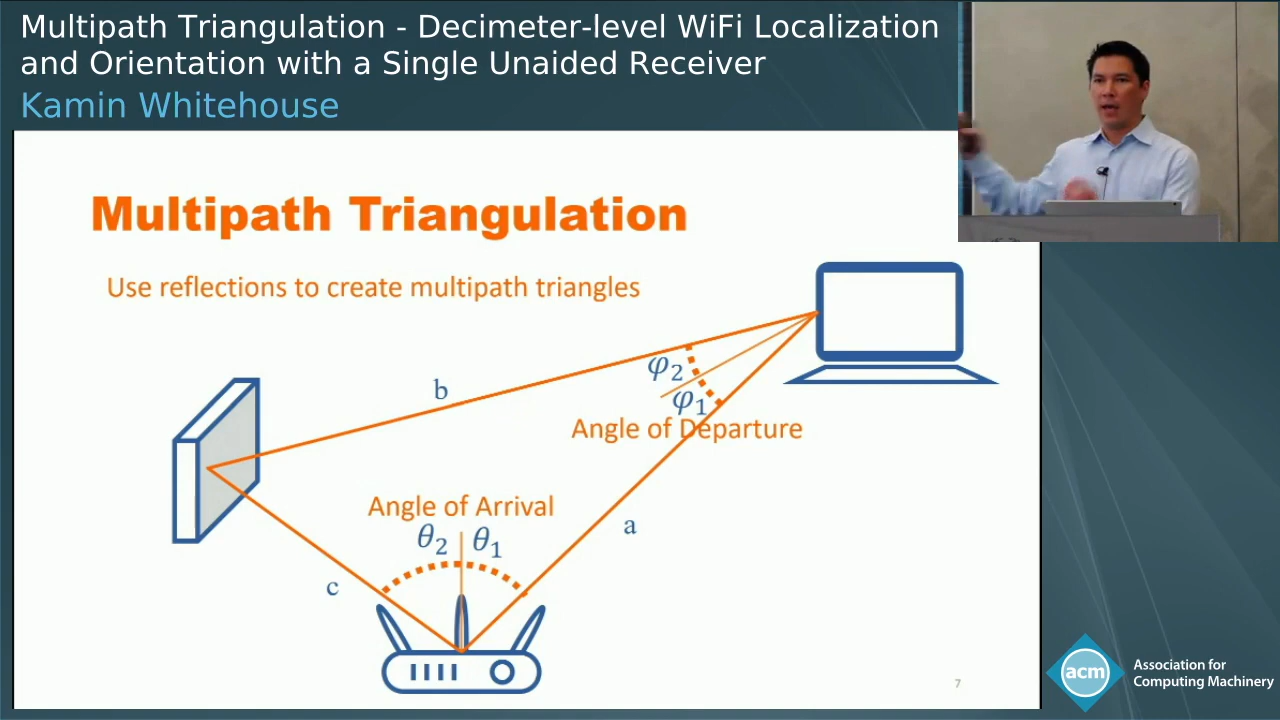 Multipath Triangulation - Decimeter-level WiFi Localization
and Orientation with a Single Unaided Receiver
Kamin Whitehouse
Multipath Triangulation
Use reflections to create multipath triangles
b
φ2
φ1
Angle of Departure
Angle of Arrival
θ2 θ1
a
c
7
acm
Association for
Computing Machinery